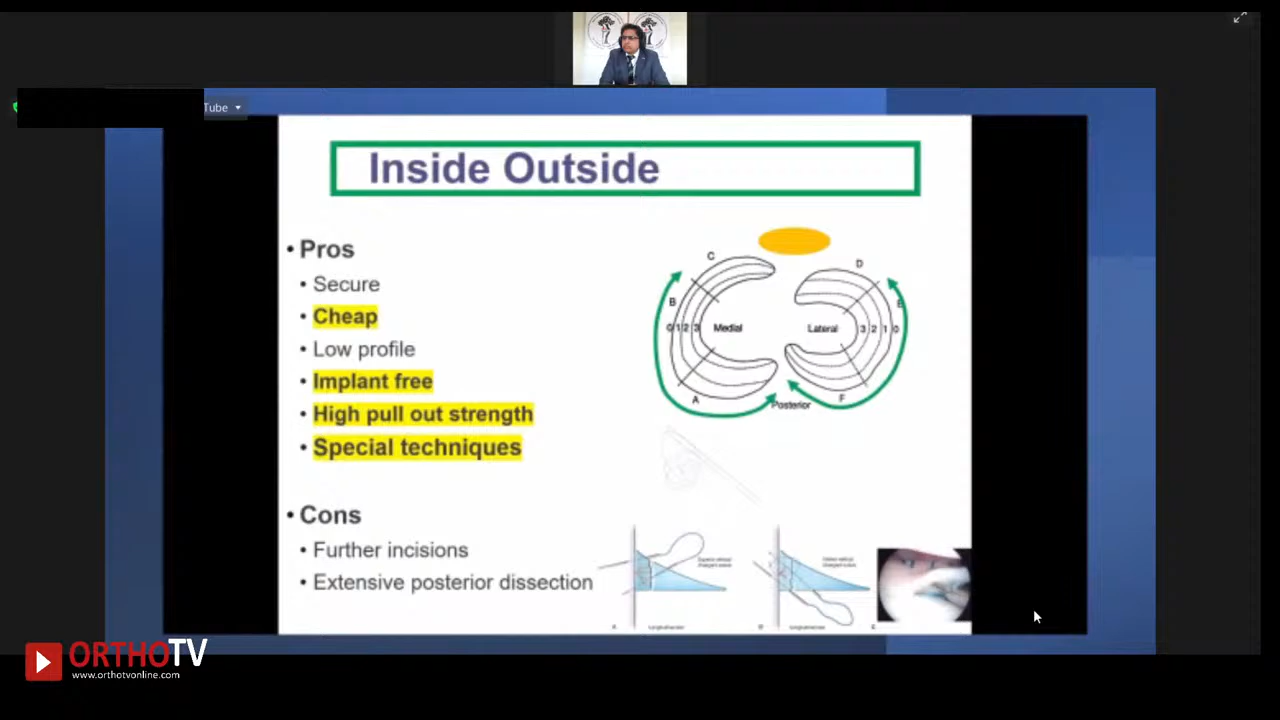 Tube
Inside Outside
• Pros
• Secure
• Cheap
• Low profile
• Implant free
• High pull out strength
• Special techniques
• Cons
• Further incisions
• Extensive posterior dissection
C
D
B
E
0 1 2 3
Medial
Lateral
3 2 1 0
A
Posterior
F
ORTHOTV
www.orthotvonline.com